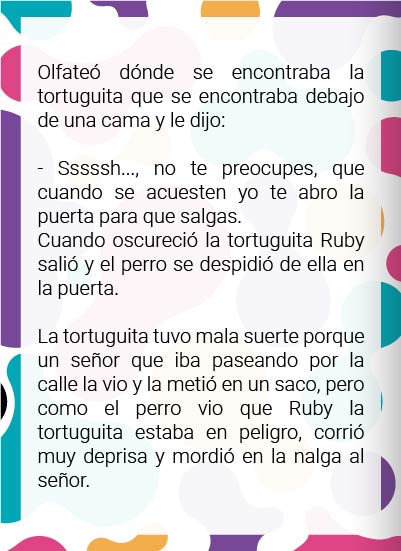 Olfateó dónde se encontraba la
tortuguita que se encontraba debajo
de una cama y le dijo:
- Sssssh..., no te preocupes, que
cuando se acuesten yo te abro la
puerta para que salgas.
Cuando oscureció la tortuguita Ruby
salió y el perro se despidió de ella en
la puerta.
La tortuguita tuvo mala suerte porque
un señor que iba paseando por la
calle la vio y la metió en un saco, pero
como el perro vio que Ruby la
tortuguita estaba en peligro, corrió
muy deprisa y mordió en la nalga al
señor.